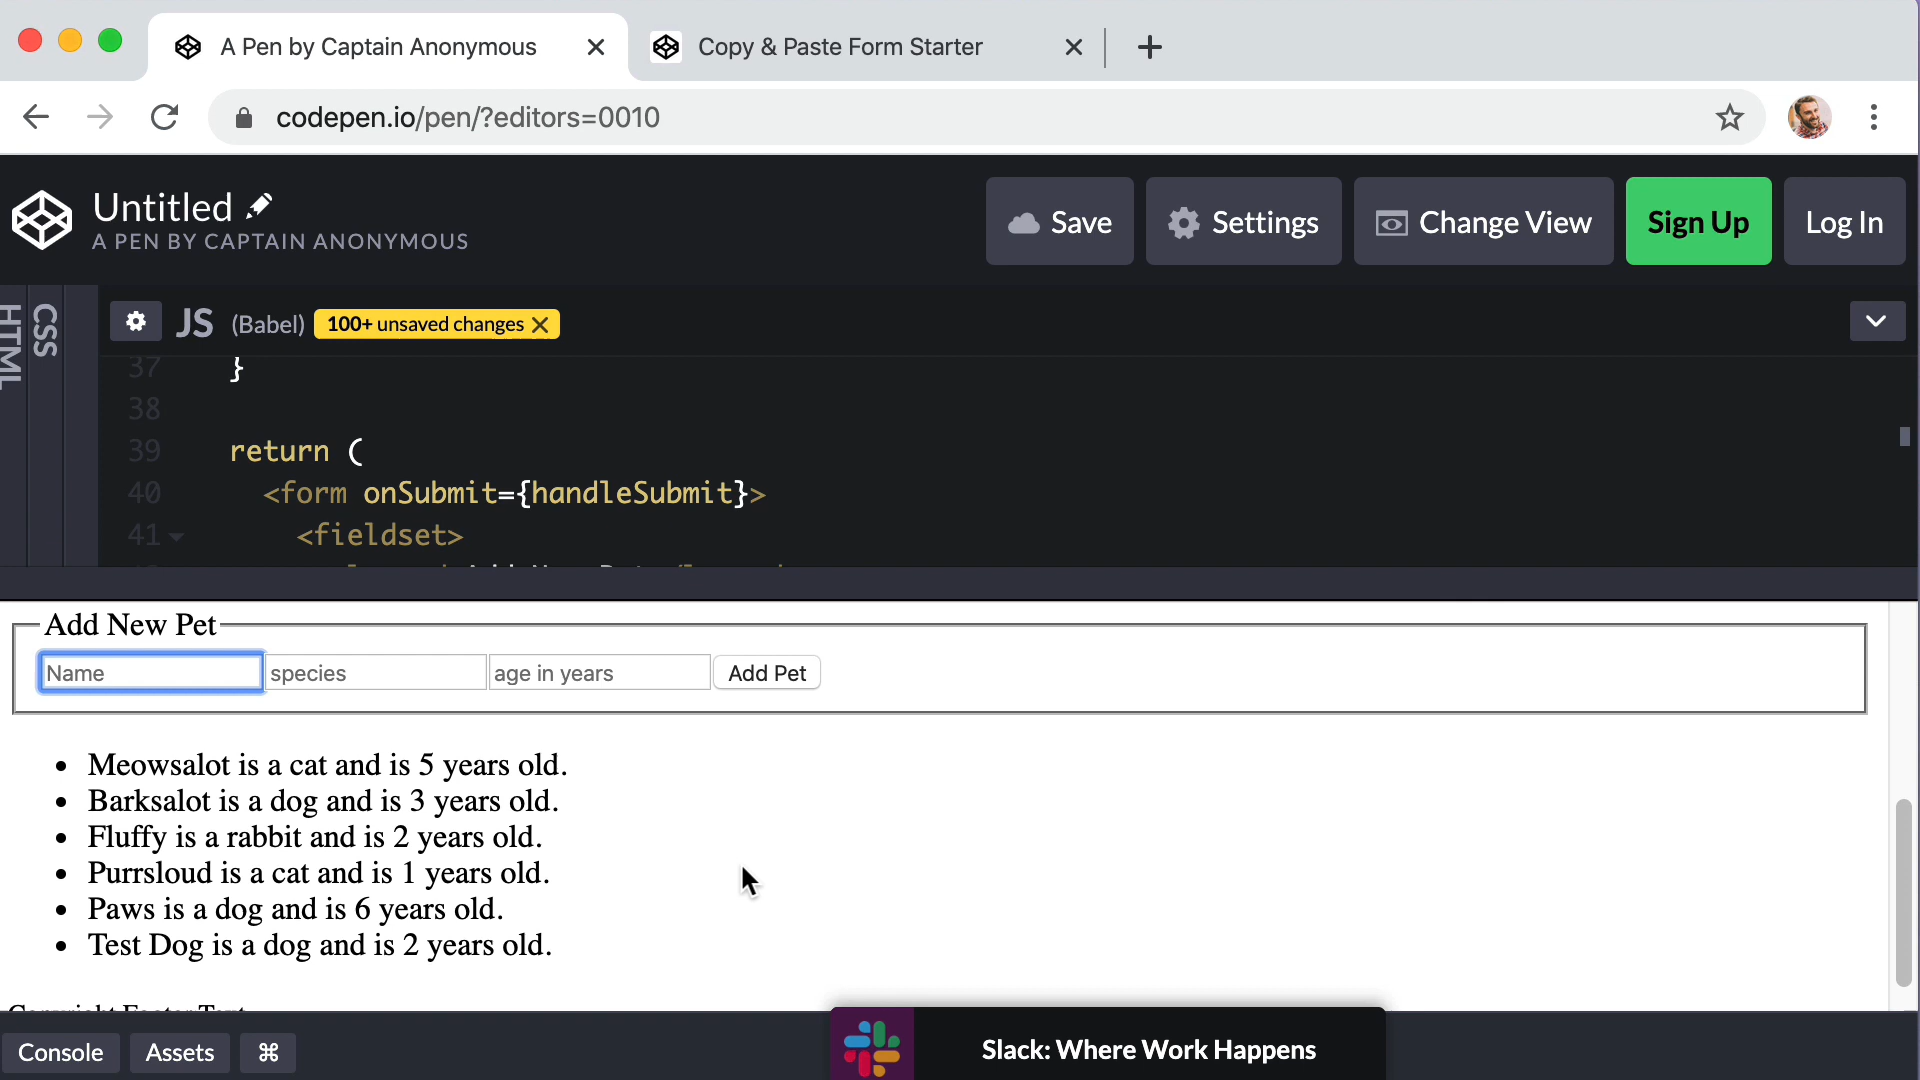 A Pen by Captain Anonymous
Copy & Paste Form Starter
codepen.io/pen/?editors=0010
Untitled
A PEN BY CAPTAIN ANONYMOUS
Save
Settings
Change View
Sign Up
Log In
HTML
CSS
JS (Babel) 100+ unsaved changes
37 }
38
39 return (
40 <form onSubmit={handleSubmit}>
41 <fieldset>
Add New Pet
Name
species
age in years
Add Pet
• Meowsalot is a cat and is 5 years old.
• Barksalot is a dog and is 3 years old.
• Fluffy is a rabbit and is 2 years old.
• Purrsloud is a cat and is 1 years old.
• Paws is a dog and is 6 years old.
• Test Dog is a dog and is 2 years old.
Copyright Footer Text
Console
Assets
⌘
Slack: Where Work Happens